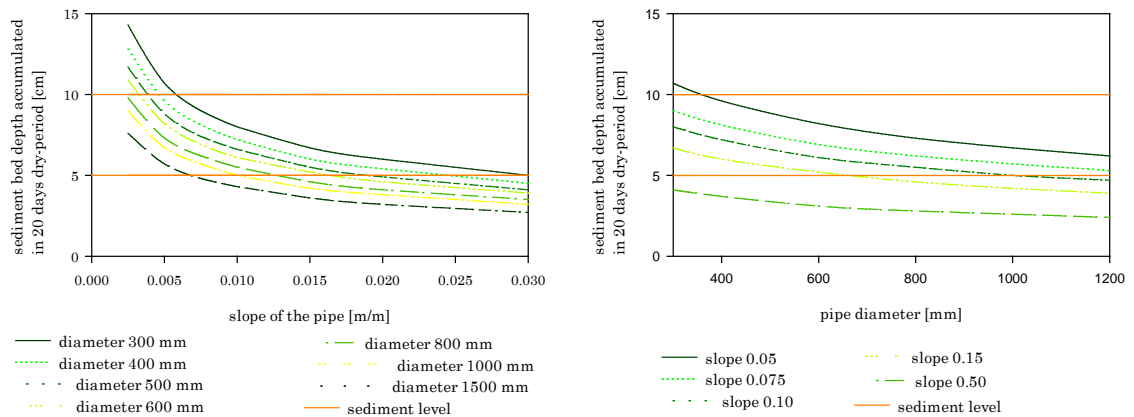 sediment bed depth accumulated
in 20 days dry-period [cm]
15
10
5
0
0.000
0.005
0.010
0.015
0.020
0.025
0.030
slope of the pipe [m/m]
diameter 300 mm
diameter 400 mm
diameter 500 mm
diameter 600 mm
diameter 800 mm
diameter 1000 mm
diameter 1500 mm
sediment level
sediment bed depth accumulated
in 20 days dry-period [cm]
15
10
5
0
400
600
800
1000
1200
pipe diameter [mm]
slope 0.05
slope 0.075
slope 0.10
slope 0.15
slope 0.50
sediment level